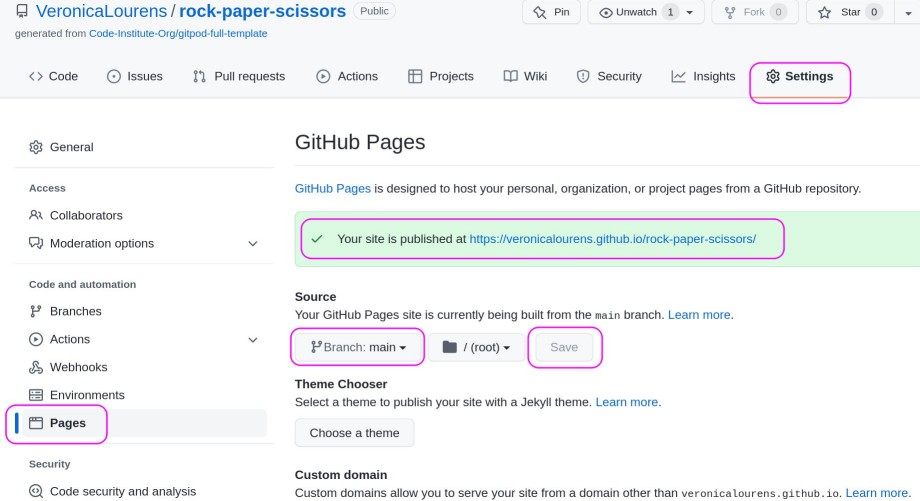 VeronicaLourens / rock-paper-scissors Public Pin Unwatch 1 Fork 0 Star 0
generated from Code-Institute-Org/gitpod-full-template
Code Issues Pull requests Actions Projects Wiki Security Insights Settings
General
Access
Collaborators
Moderation options
Code and automation
Branches
Actions
Webhooks
Environments
Pages
Security
Code security and analysis
GitHub Pages
GitHub Pages is designed to host your personal, organization, or project pages from a GitHub repository.
Your site is published at https://veronicalourens.github.io/rock-paper-scissors/
Source
Your GitHub Pages site is currently being built from the main branch. Learn more.
Branch: main / (root) Save
Theme Chooser
Select a theme to publish your site with a Jekyll theme. Learn more.
Choose a theme
Custom domain
Custom domains allow you to serve your site from a domain other than veronicalourens.github.io. Learn more.